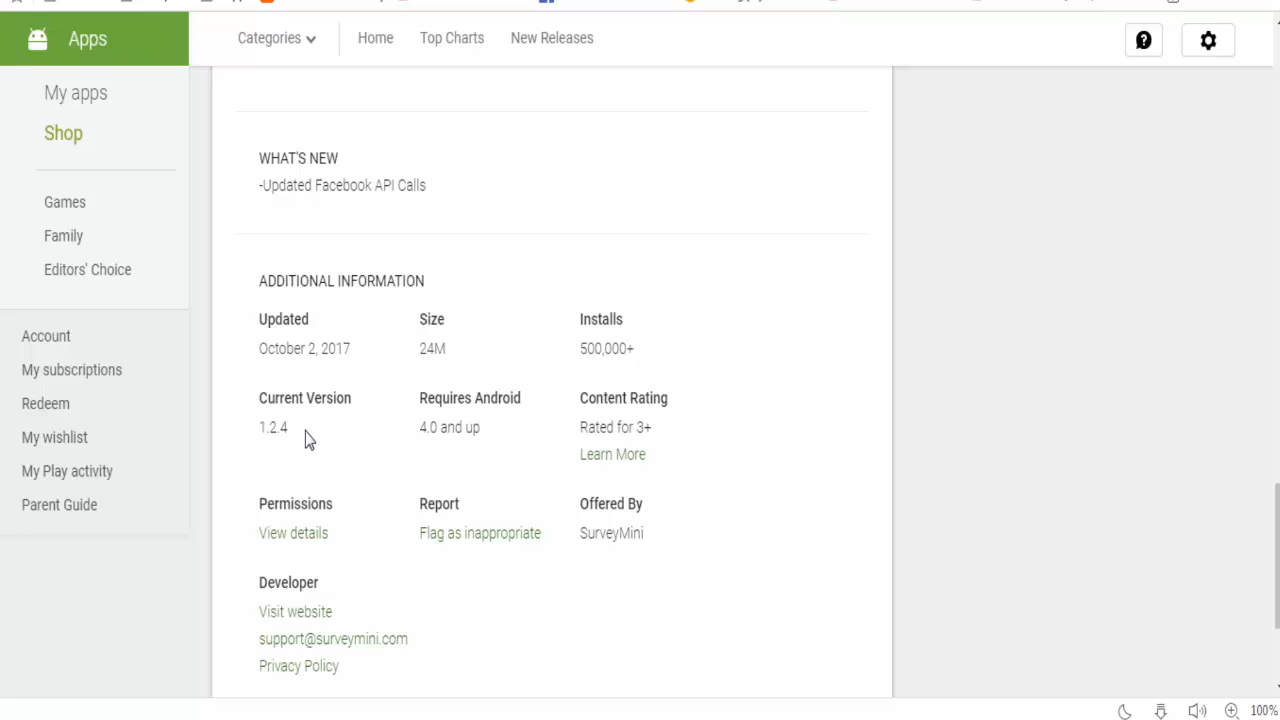 Apps
Categories
Home
Top Charts
New Releases
My apps
Shop
Games
Family
Editors' Choice
Account
My subscriptions
Redeem
My wishlist
My Play activity
Parent Guide
WHAT'S NEW
-Updated Facebook API Calls
ADDITIONAL INFORMATION
Updated
October 2, 2017
Size
24M
Installs
500,000+
Current Version
1.2.4
Requires Android
4.0 and up
Content Rating
Rated for 3+
Learn More
Permissions
View details
Report
Flag as inappropriate
Offered By
SurveyMini
Developer
Visit website
support@surveymini.com
Privacy Policy
100%